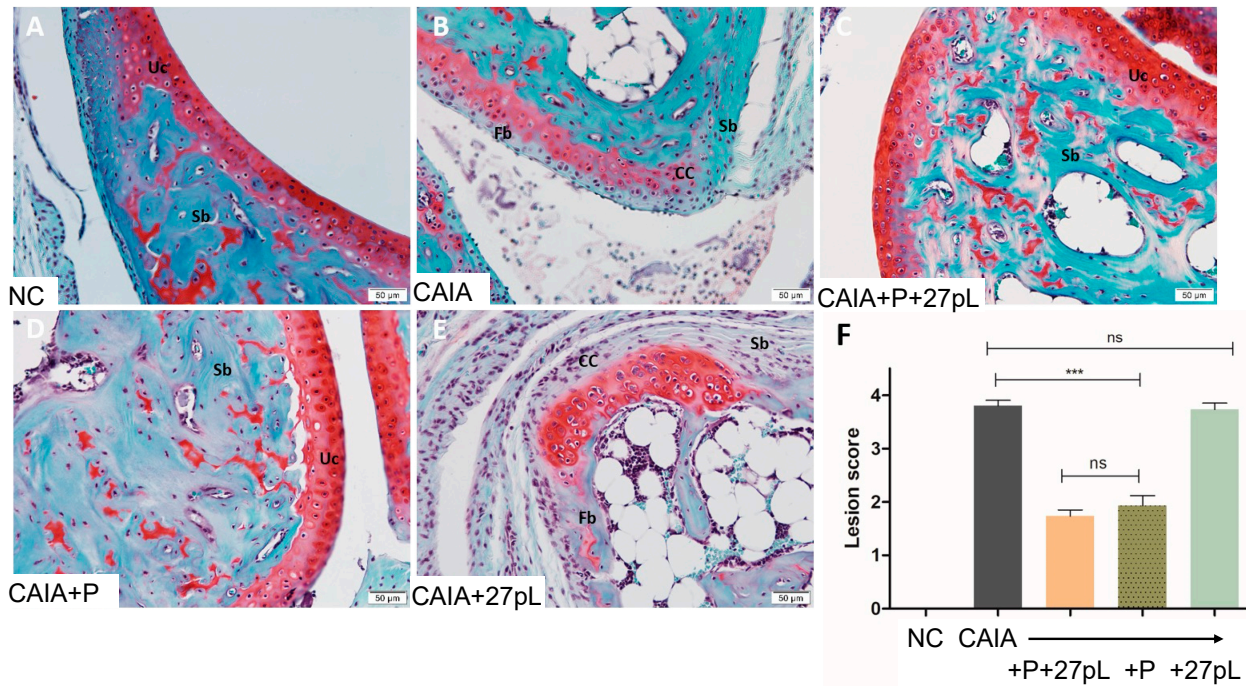 A
Uc
Sb
NC
50 µm
B
Fb
Sb
CC
CAIA
50 µm
C
Uc
Sb
CAIA+P+27pL
50 µm
D
Sb
Uc
CAIA+P
50 µm
E
CC
Sb
Fb
CAIA+27pL
50 µm
F
ns
***
ns
Lesion score
4
3
2
1
0
NC CAIA
+P+27pL +P +27pL